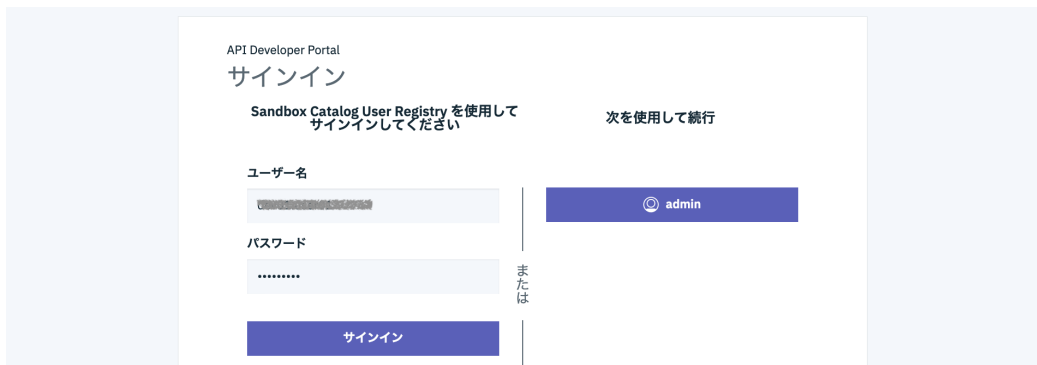 API Developer Portal
サインイン
Sandbox Catalog User Registry を使用して
サインインしてください
ユーザー名
パスワード
•••••••••
サインイン
または
次を使用して続行
admin